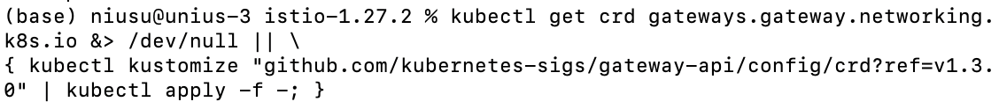 (base) niusu@unius-3 istio-1.27.2 % kubectl get crd gateways.gateway.networking.
k8s.io &> /dev/null || \
{ kubectl kustomize "github.com/kubernetes-sigs/gateway-api/config/crd?ref=v1.3.
0" | kubectl apply -f -; }